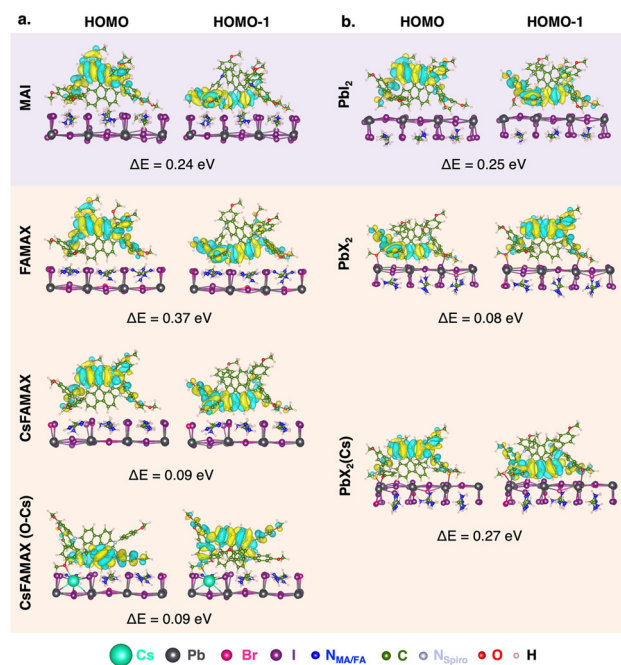 a. HOMO HOMO-1 b. HOMO HOMO-1
MAI
ΔE = 0.24 eV
PbI₂
ΔE = 0.25 eV
FAMAX
ΔE = 0.37 eV
PbX₂
ΔE = 0.08 eV
CsFAMAX
ΔE = 0.09 eV
CsFAMAX (O-Cs)
ΔE = 0.09 eV
PbX₂(Cs)
ΔE = 0.27 eV
Cs Pb Br I N_MA/FA C N_Spiro O H